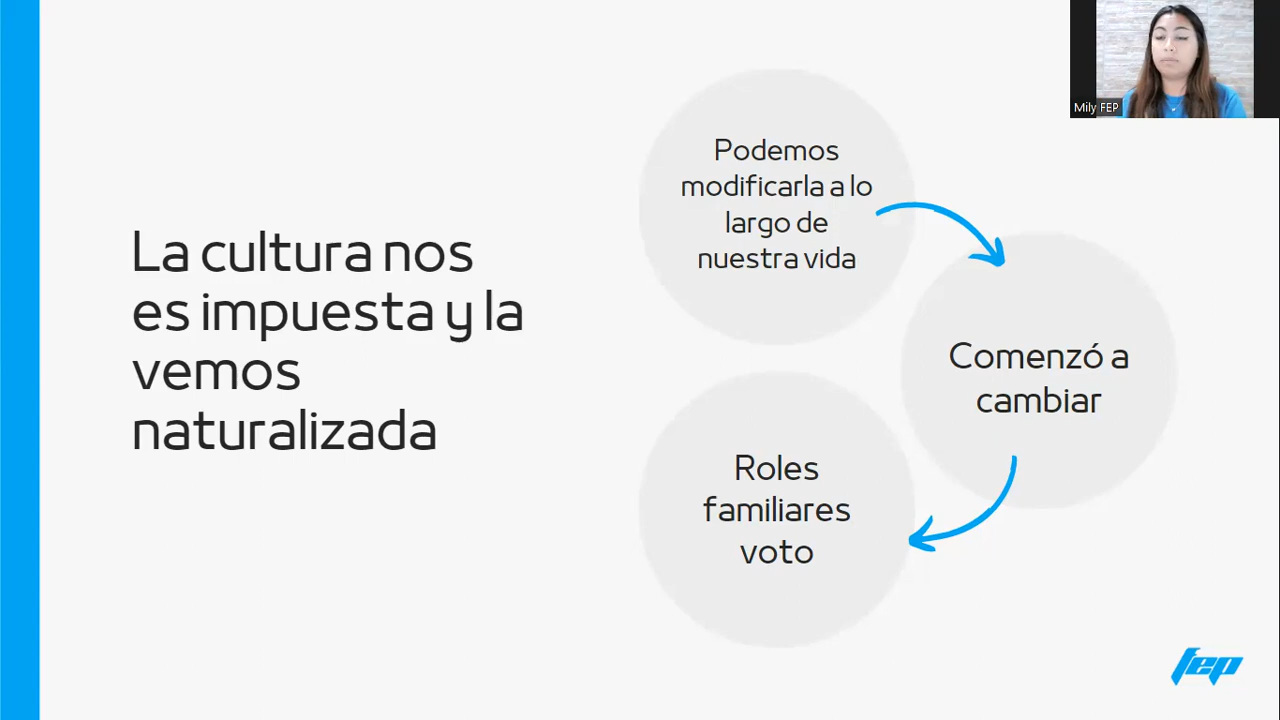 La cultura nos
es impuesta y la
vemos
naturalizada
Podemos
modificarla a lo
largo de
nuestra vida
Comenzó a
cambiar
Roles
familiares
voto
Mily FEP
fep